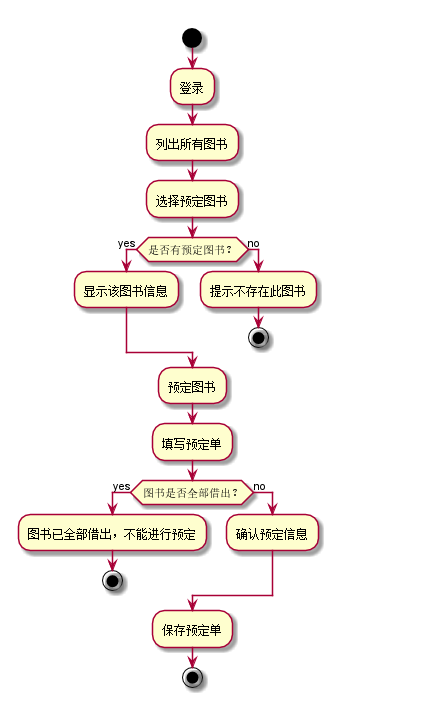 登录
列出所有图书
选择预定图书
yes
是否有预定图书？
no
显示该图书信息
提示不存在此图书
预定图书
填写预定单
yes
图书是否全部借出？
no
图书已全部借出，不能进行预定
确认预定信息
保存预定单